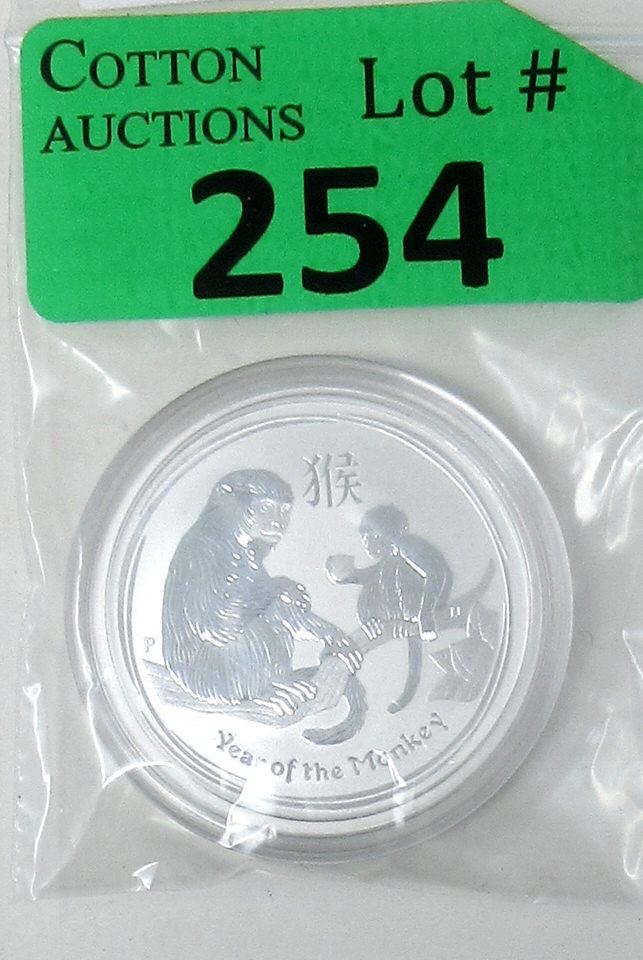 COTTON
AUCTIONS
Lot #
254
猴
P
Year of the Monkey